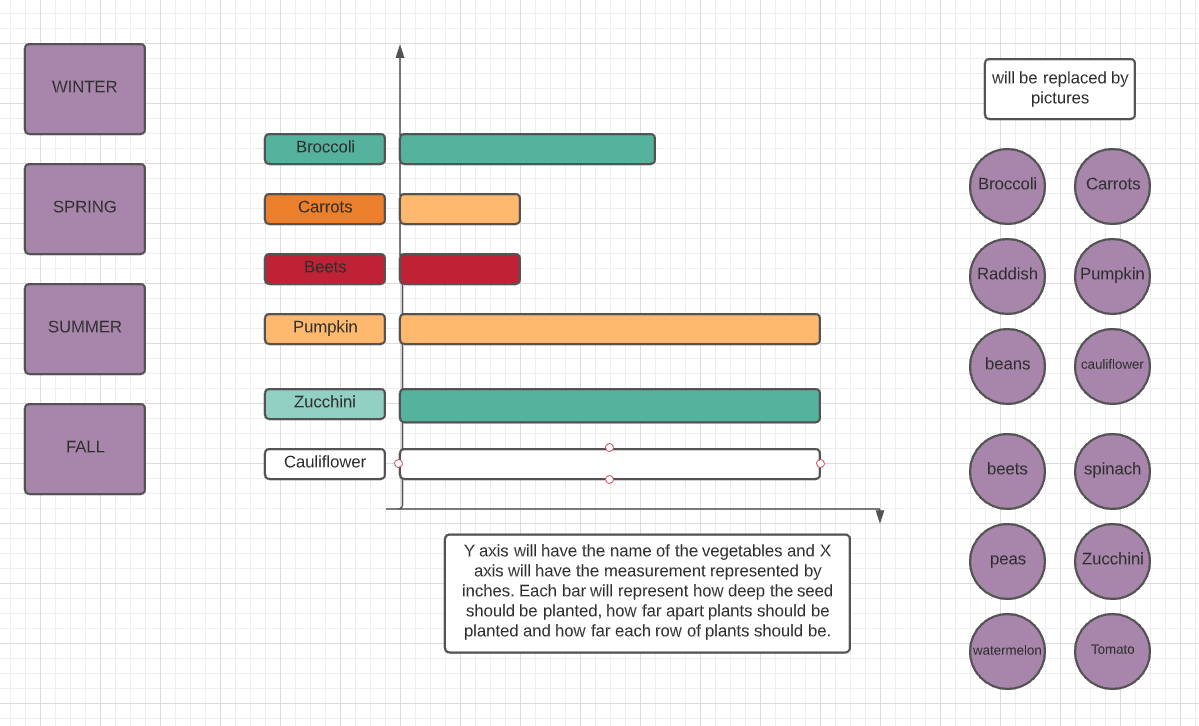 WINTER
SPRING
SUMMER
FALL
Broccoli
Carrots
Beets
Pumpkin
Zucchini
Cauliflower
Y axis will have the name of the vegetables and X
axis will have the measurement represented by
inches. Each bar will represent how deep the seed
should be planted, how far apart plants should be
planted and how far each row of plants should be.
will be replaced by
pictures
Broccoli
Carrots
Raddish
Pumpkin
beans
cauliflower
beets
spinach
peas
Zucchini
watermelon
Tomato